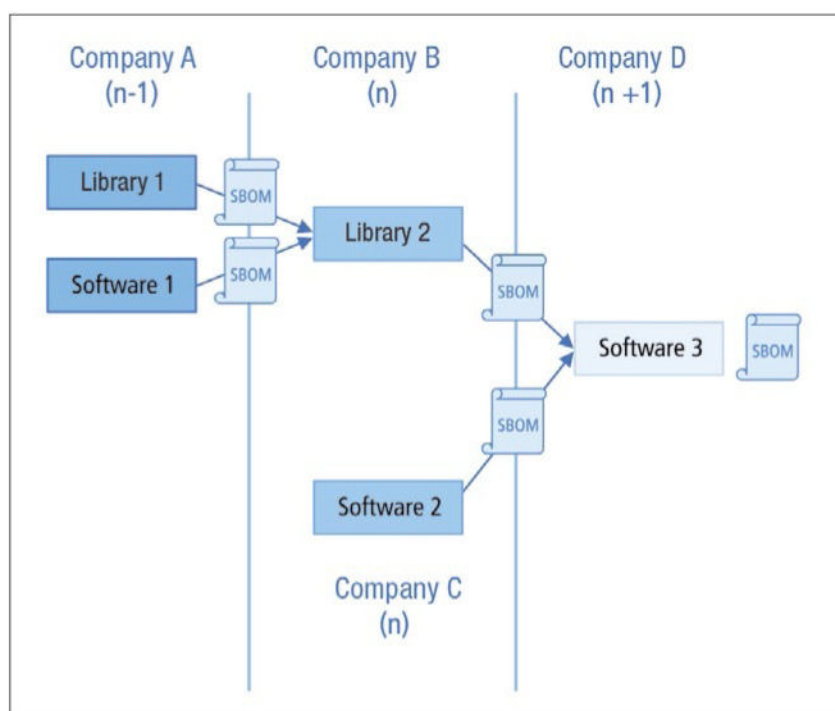 Company A
(n-1)
Company B
(n)
Company D
(n +1)
Library 1
SBOM
Library 2
Software 1
SBOM
SBOM
Software 3
SBOM
SBOM
Software 2
Company C
(n)